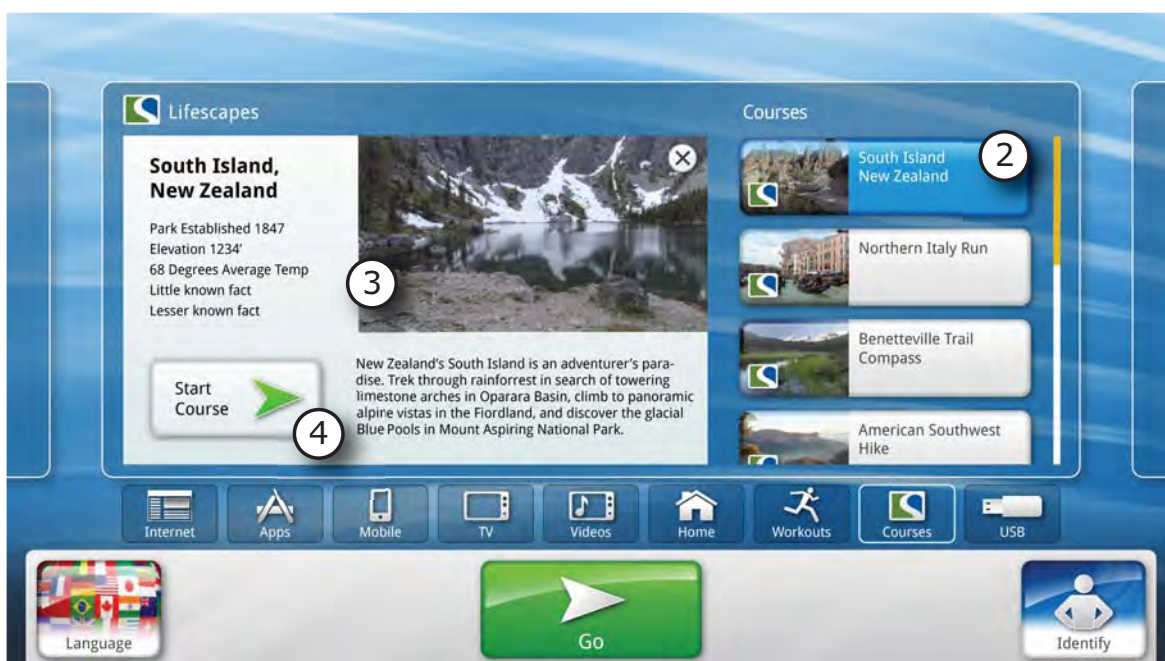 Lifescapes
South Island,
New Zealand
Park Established 1847
Elevation 1234'
68 Degrees Average Temp
Little known fact
Lesser known fact
3
Start
Course
4
New Zealand's South Island is an adventurer's para-
dise. Trek through rainforrest in search of towering
limestone arches in Oparara Basin, climb to panoramic
alpine vistas in the Fiordland, and discover the glacial
Blue Pools in Mount Aspiring National Park.
Courses
South Island
New Zealand
2
Northern Italy Run
Benetteville Trail
Compass
American Southwest
Hike
Internet
Apps
Mobile
TV
Videos
Home
Workouts
Courses
USB
Language
Go
Identify